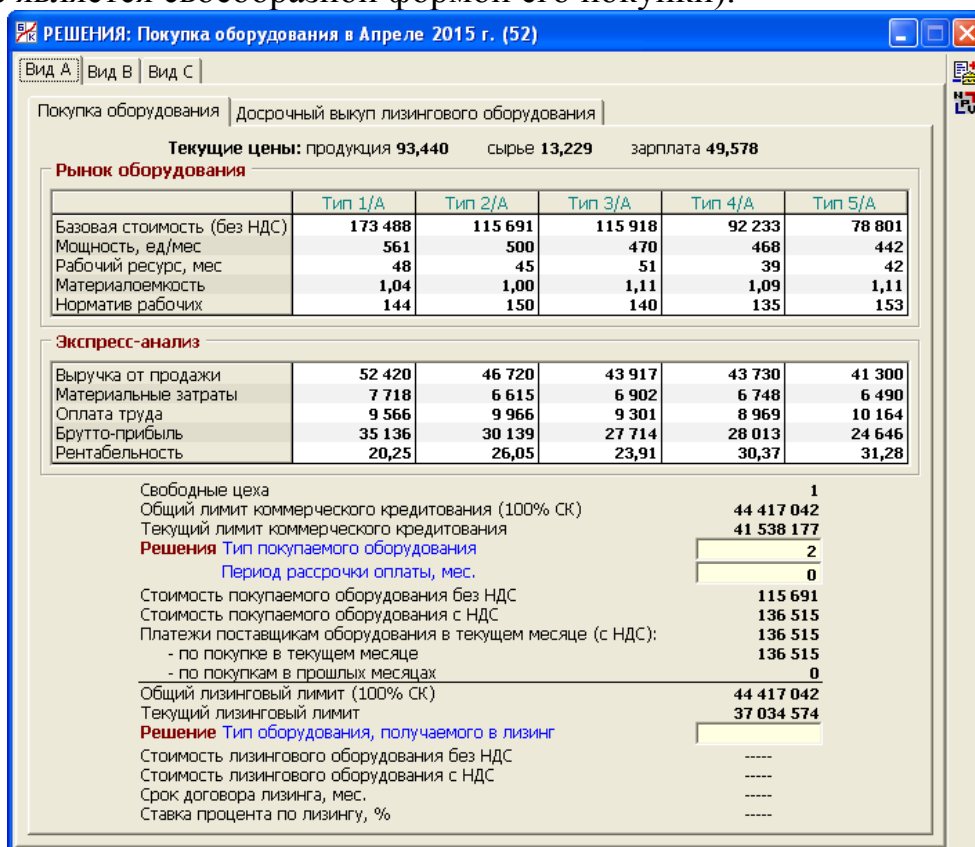 является своеобразной формой его покупки).
РЕШЕНИЯ: Покупка оборудования в Апреле 2015 г. (52)
Вид А Вид В Вид С
Покупка оборудования Досрочный выкуп лизингового оборудования
Текущие цены: продукция 93,440 сырье 13,229 зарплата 49,578
Рынок оборудования
Тип 1/А Тип 2/А Тип 3/А Тип 4/А Тип 5/А
Базовая стоимость (без НДС) 173 488 115 691 115 918 92 233 78 801
Мощность, ед/мес 561 500 470 468 442
Рабочий ресурс, мес 48 45 51 39 42
Материалоемкость 1,04 1,00 1,11 1,09 1,11
Норматив рабочих 144 150 140 135 153
Экспресс-анализ
Выручка от продажи 52 420 46 720 43 917 43 730 41 300
Материальные затраты 7 718 6 615 6 902 6 748 6 490
Оплата труда 9 566 9 966 9 301 8 969 10 164
Брутто-прибыль 35 136 30 139 27 714 28 013 24 646
Рентабельность 20,25 26,05 23,91 30,37 31,28
Свободные цеха 1
Общий лимит коммерческого кредитования (100% СК) 44 417 042
Текущий лимит коммерческого кредитования 41 538 177
Решения Тип покупаемого оборудования 2
Период рассрочки оплаты, мес. 0
Стоимость покупаемого оборудования без НДС 115 691
Стоимость покупаемого оборудования с НДС 136 515
Платежи поставщикам оборудования в текущем месяце (с НДС): 136 515
- по покупке в текущем месяце 136 515
- по покупкам в прошлых месяцах 0
Общий лизинговый лимит (100% СК) 44 417 042
Текущий лизинговый лимит 37 034 574
Решение Тип оборудования, получаемого в лизинг
Стоимость лизингового оборудования без НДС -----
Стоимость лизингового оборудования с НДС -----
Срок договора лизинга, мес. -----
Ставка процента по лизингу, % -----